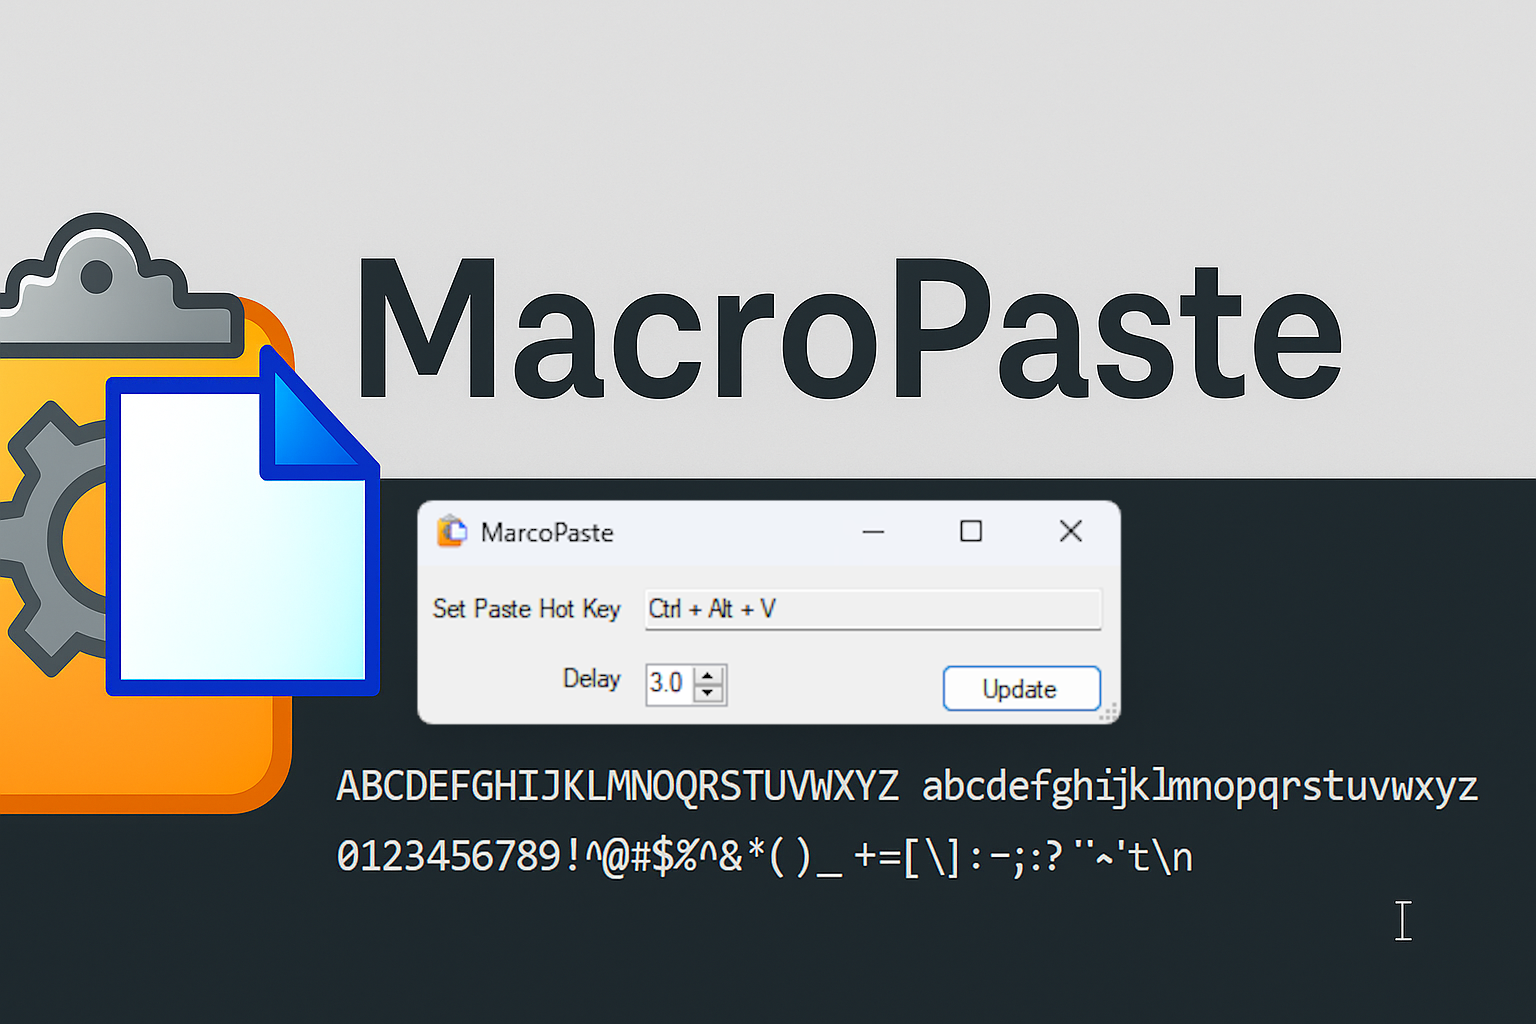 MacroPaste
MarcoPaste
Set Paste Hot Key Ctrl + Alt + V
Delay 3.0
Update
ABCDEFGHIJKLMNOQRSTUVWXYZ abcdefghijklmnopqrstuvwxyz
0123456789!^@#$%^&*()_ +=[\]:-;:?"^'t\n